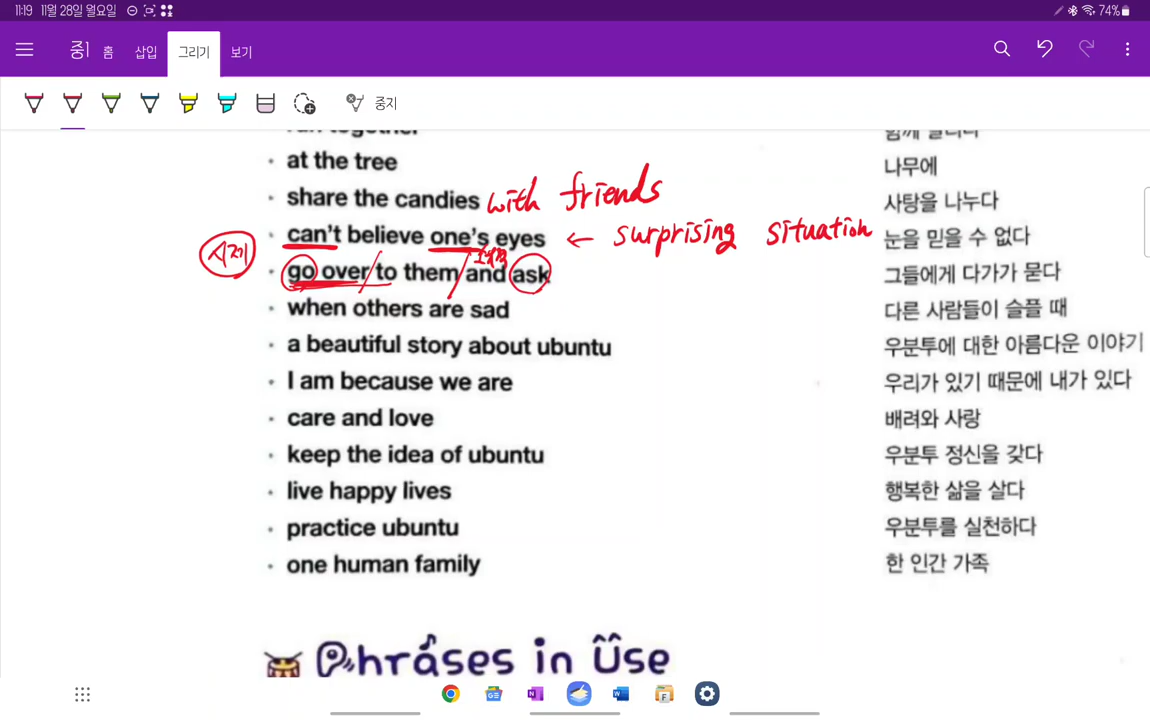 11:19 11월 28일 월요일 74%
중1 홈 삽입 그리기 보기
중지
run together 함께 달리다
· at the tree 나무에
· share the candies with friends 사탕을 나누다
· can't believe one's eyes ← surprising situation 눈을 믿을 수 없다
시제
· go over / to them / and ask 그들에게 다가가 묻다
· when others are sad 다른 사람들이 슬플 때
· a beautiful story about ubuntu 우분투에 대한 아름다운 이야기
· I am because we are 우리가 있기 때문에 내가 있다
· care and love 배려와 사랑
· keep the idea of ubuntu 우분투 정신을 갖다
· live happy lives 행복한 삶을 살다
· practice ubuntu 우분투를 실천하다
· one human family 한 인간 가족
Phrases in Use